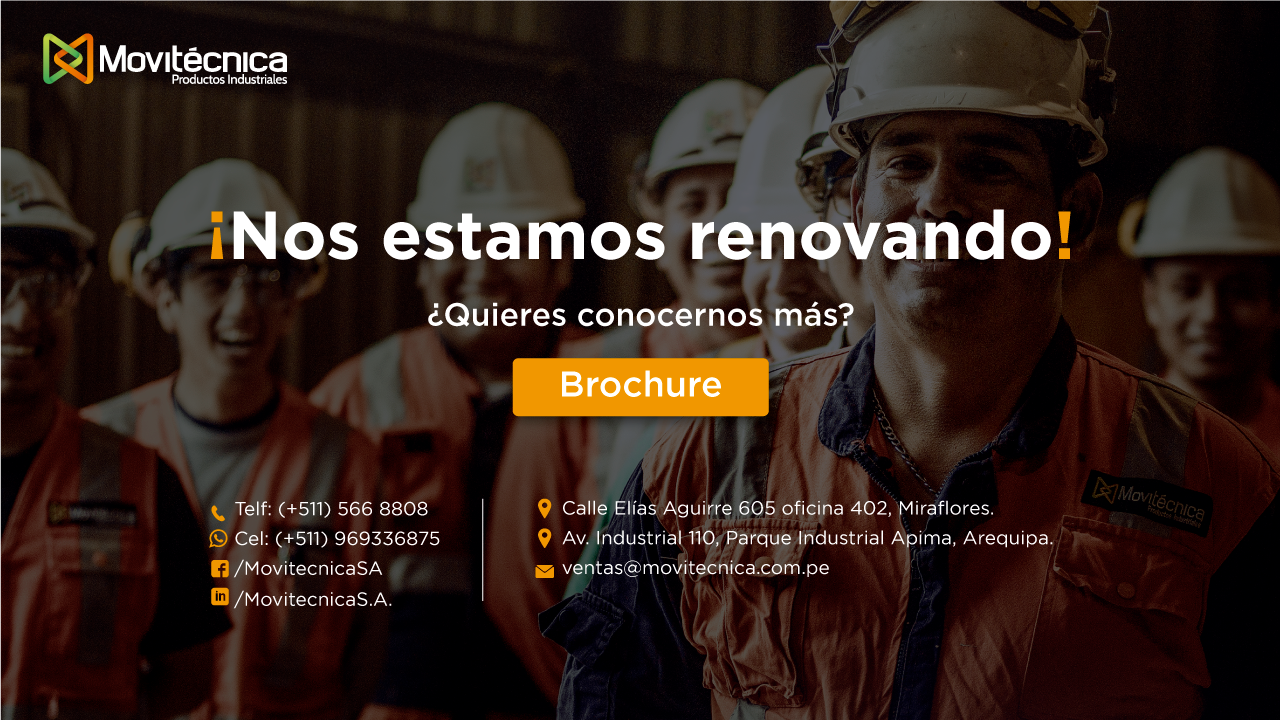 Movitécnica
Productos Industriales
¡Nos estamos renovando!
¿Quieres conocernos más?
Brochure
Telf: (+511) 566 8808
Cel: (+511) 969336875
/MovitecnicaSA
/MovitecnicaS.A.
Calle Elías Aguirre 605 oficina 402, Miraflores.
Av. Industrial 110, Parque Industrial Apima, Arequipa.
ventas@movitecnica.com.pe
Movitécnica
Productos Industriales